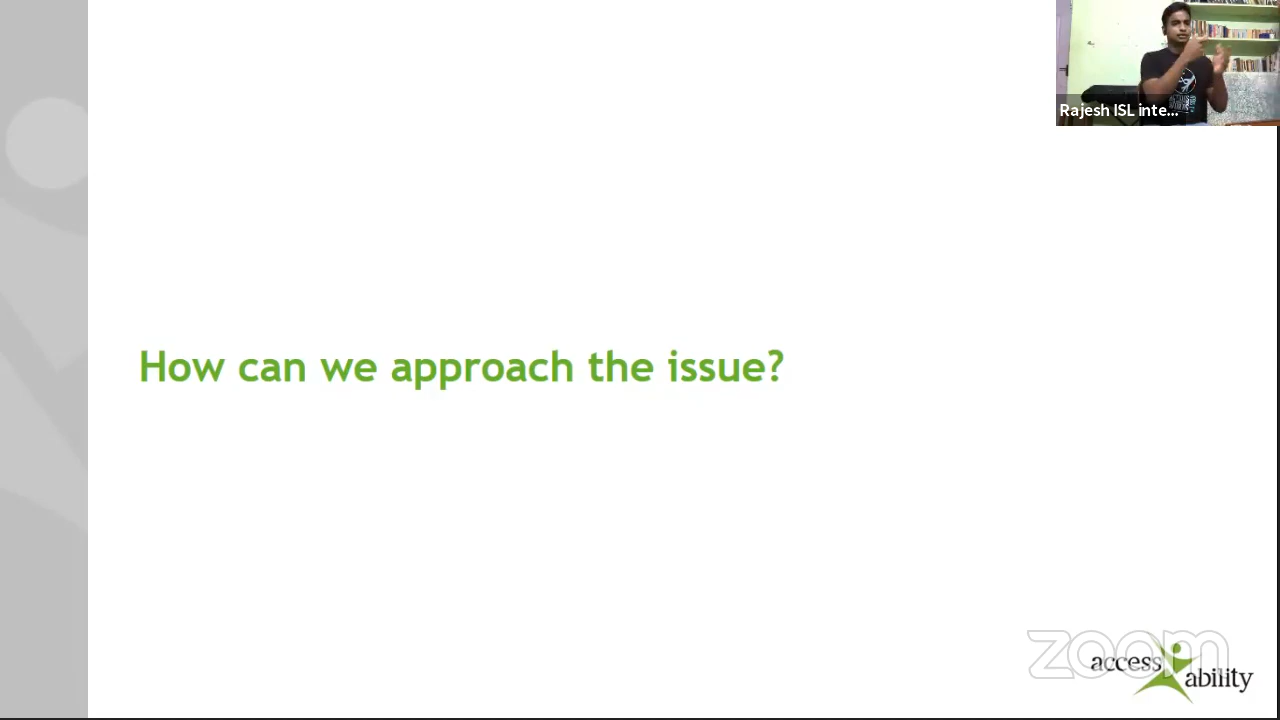 Rajesh ISL inte...
How can we approach the issue?
zoom
access ability